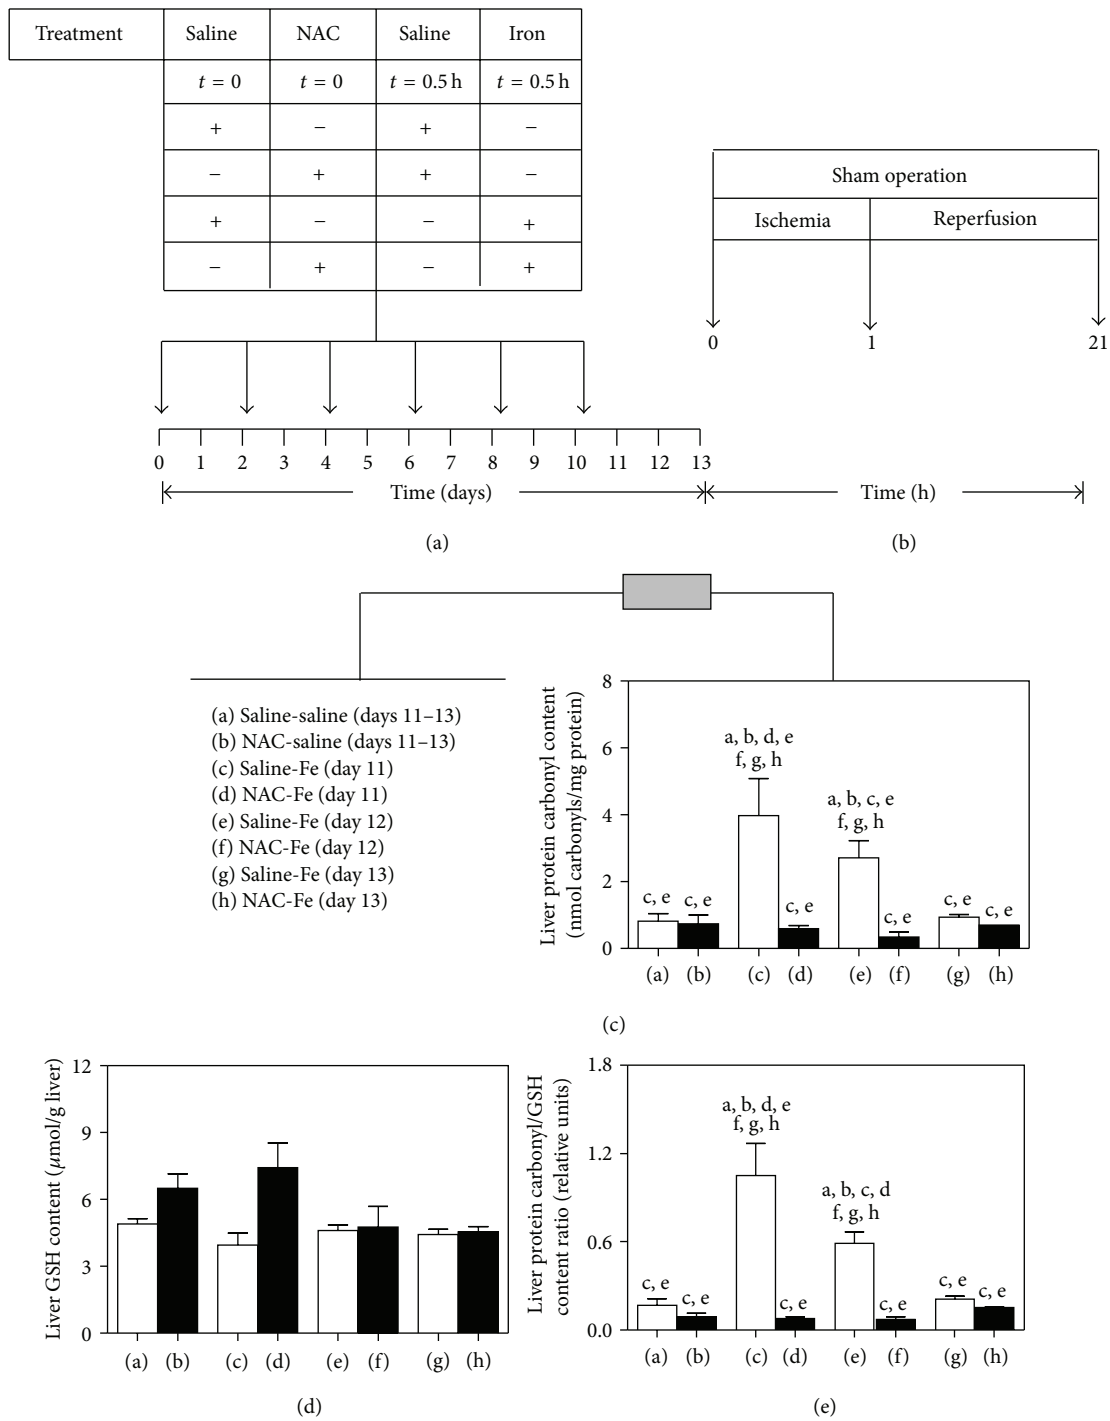 Treatment Saline NAC Saline Iron
t = 0 t = 0 t = 0.5 h t = 0.5 h
+ − + −
− + + −
+ − − +
− + − +
0 1 2 3 4 5 6 7 8 9 10 11 12 13
Time (days)
(a)
Sham operation
Ischemia Reperfusion
0 1 21
Time (h)
(b)
(a) Saline-saline (days 11–13)
(b) NAC-saline (days 11–13)
(c) Saline-Fe (day 11)
(d) NAC-Fe (day 11)
(e) Saline-Fe (day 12)
(f) NAC-Fe (day 12)
(g) Saline-Fe (day 13)
(h) NAC-Fe (day 13)
Liver protein carbonyl content
(nmol carbonyls/mg protein)
8
6
4
2
0
a, b, d, e
f, g, h
a, b, c, e
f, g, h
c, e c, e c, e c, e c, e c, e
(a) (b) (c) (d) (e) (f) (g) (h)
(c)
Liver GSH content (μmol/g liver)
12
9
6
3
0
(a) (b) (c) (d) (e) (f) (g) (h)
(d)
Liver protein carbonyl/GSH
content ratio (relative units)
1.8
1.2
0.6
0.0
a, b, d, e
f, g, h
a, b, c, d
f, g, h
c, e c, e c, e c, e c, e c, e
(a) (b) (c) (d) (e) (f) (g) (h)
(e)